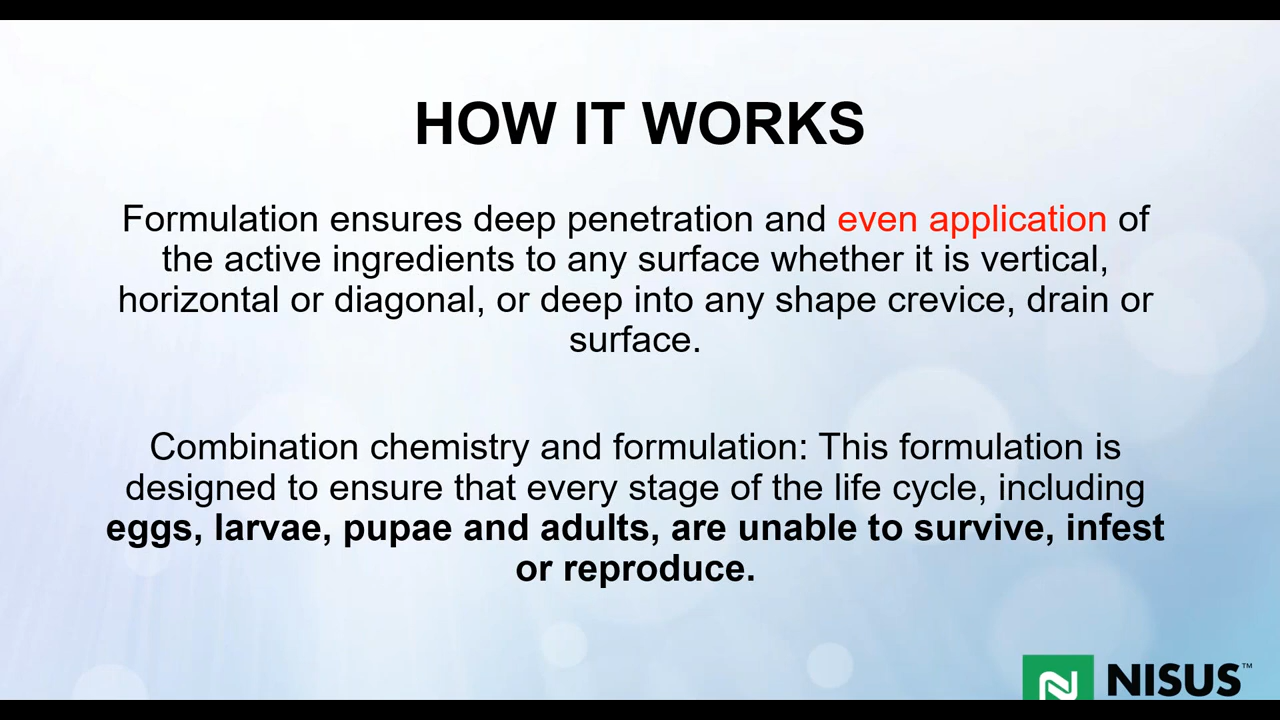 HOW IT WORKS
Formulation ensures deep penetration and even application of
the active ingredients to any surface whether it is vertical,
horizontal or diagonal, or deep into any shape crevice, drain or
surface.
Combination chemistry and formulation: This formulation is
designed to ensure that every stage of the life cycle, including
eggs, larvae, pupae and adults, are unable to survive, infest
or reproduce.
NISUS™